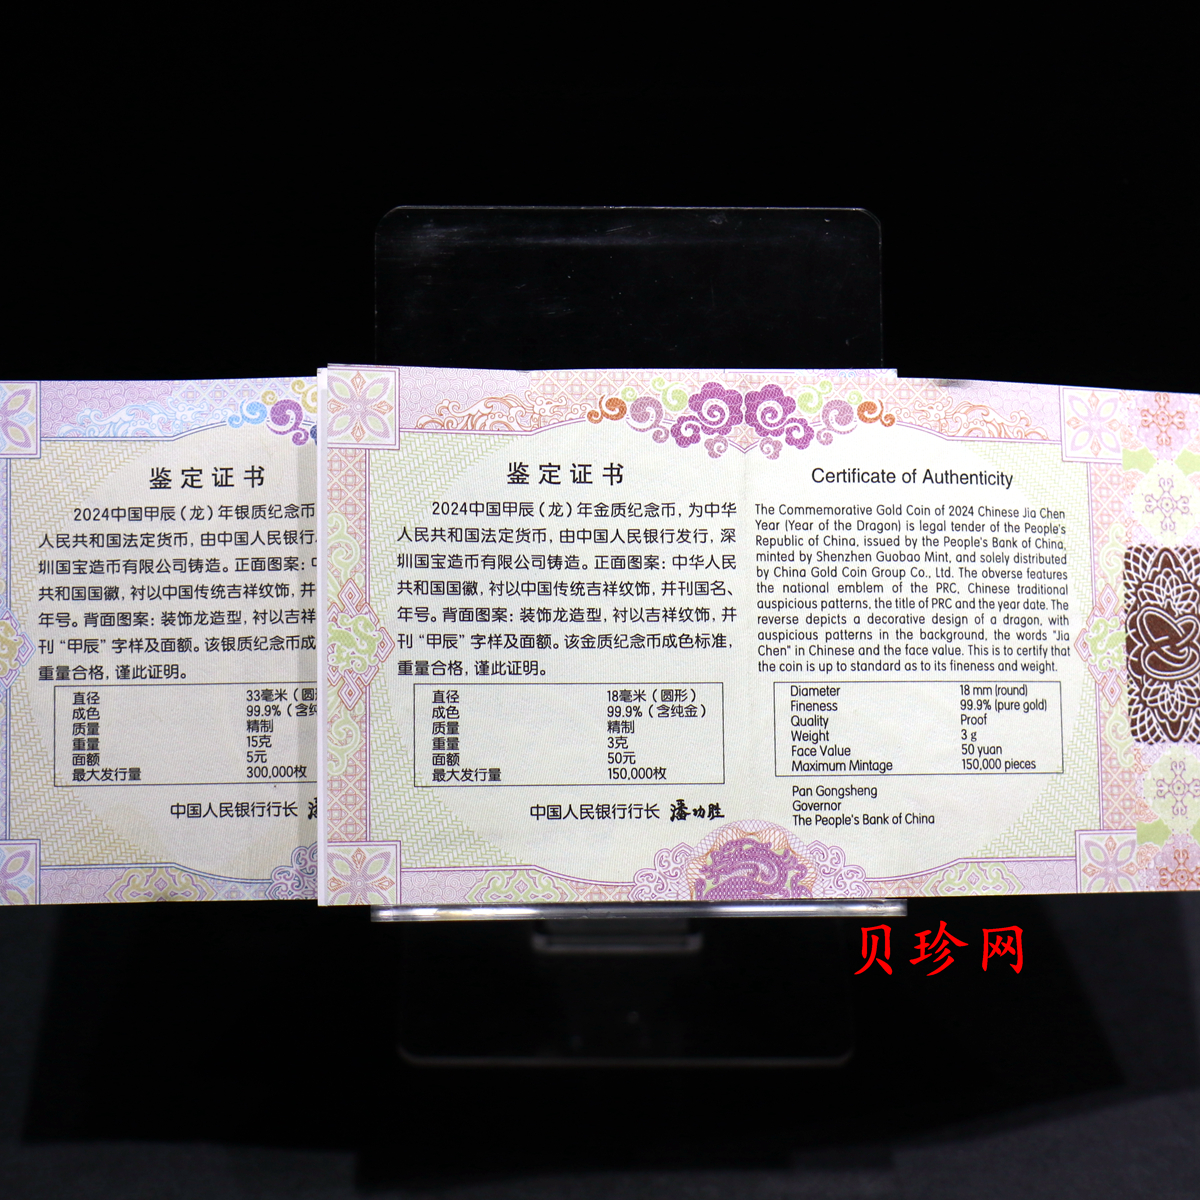 鉴定证书
2024中国甲辰（龙）年银质纪念币
人民共和国法定货币，由中国人民银行
圳国宝造币有限公司铸造。正面图案：
共和国国徽，衬以中国传统吉祥纹饰，并
年号。背面图案：装饰龙造型，衬以吉祥
刊“甲辰”字样及面额。该银质纪念币成
重量合格，谨此证明。
直径 33毫米（圆
成色 99.9%（含纯
质量 精制
重量 15克
面额 5元
最大发行量 300,000枚
中国人民银行行长
鉴定证书
2024中国甲辰（龙）年金质纪念币，为中华
人民共和国法定货币，由中国人民银行发行，深
圳国宝造币有限公司铸造。正面图案：中华人民
共和国国徽，衬以中国传统吉祥纹饰，并刊国名、
年号。背面图案：装饰龙造型，衬以吉祥纹饰，并
刊“甲辰”字样及面额。该金质纪念币成色标准，
重量合格，谨此证明。
直径 18毫米（圆形）
成色 99.9%（含纯金）
质量 精制
重量 3克
面额 50元
最大发行量 150,000枚
中国人民银行行长 潘功胜
Certificate of Authenticity
The Commemorative Gold Coin of 2024 Chinese Jia Chen
Year (Year of the Dragon) is legal tender of the People's
Republic of China, issued by the People's Bank of China,
minted by Shenzhen Guobao Mint, and solely distributed
by China Gold Coin Group Co., Ltd. The obverse features
the national emblem of the PRC, Chinese traditional
auspicious patterns, the title of PRC and the year date. The
reverse depicts a decorative design of a dragon, with
auspicious patterns in the background, the words "Jia
Chen" in Chinese and the face value. This is to certify that
the coin is up to standard as to its fineness and weight.
Diameter 18 mm (round)
Fineness 99.9% (pure gold)
Quality Proof
Weight 3 g
Face Value 50 yuan
Maximum Mintage 150,000 pieces
Pan Gongsheng
Governor
The People's Bank of China
贝珍网